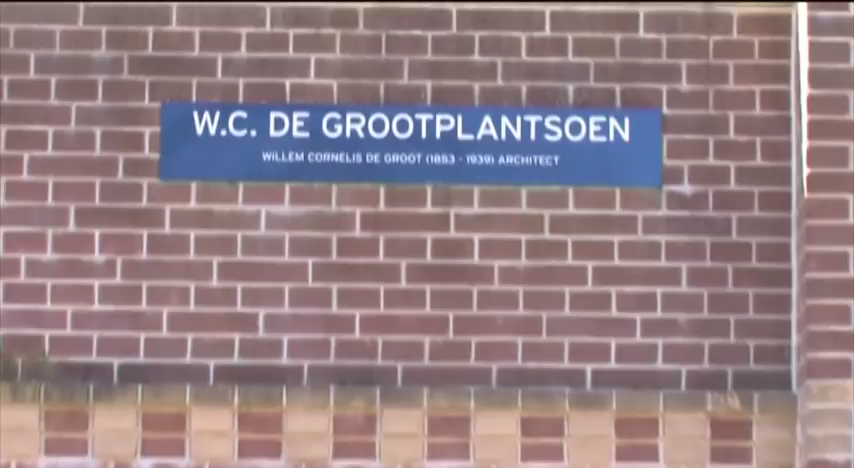 W.C. DE GROOTPLANTSOEN
WILLEM CORNELIS DE GROOT (1853 - 1939) ARCHITECT